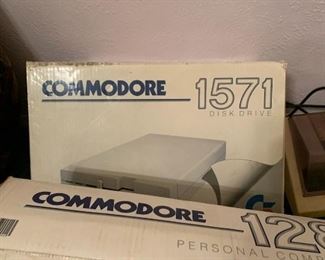 COMMODORE 1571
DISK DRIVE
COMMODORE 128
PERSONAL COM